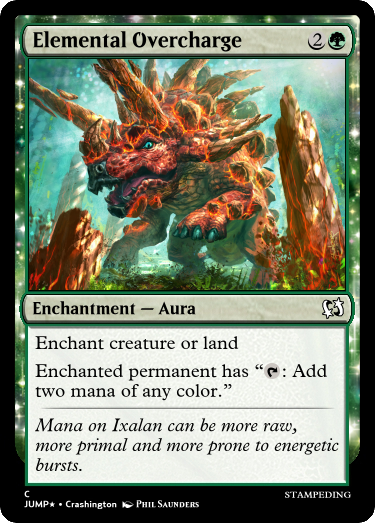 Elemental Overcharge 2
Enchantment — Aura
Enchant creature or land
Enchanted permanent has “: Add
two mana of any color.”
Mana on Ixalan can be more raw,
more primal and more prone to energetic
bursts.
C
JUMP★ • Crashington PHIL SAUNDERS
STAMPEDING